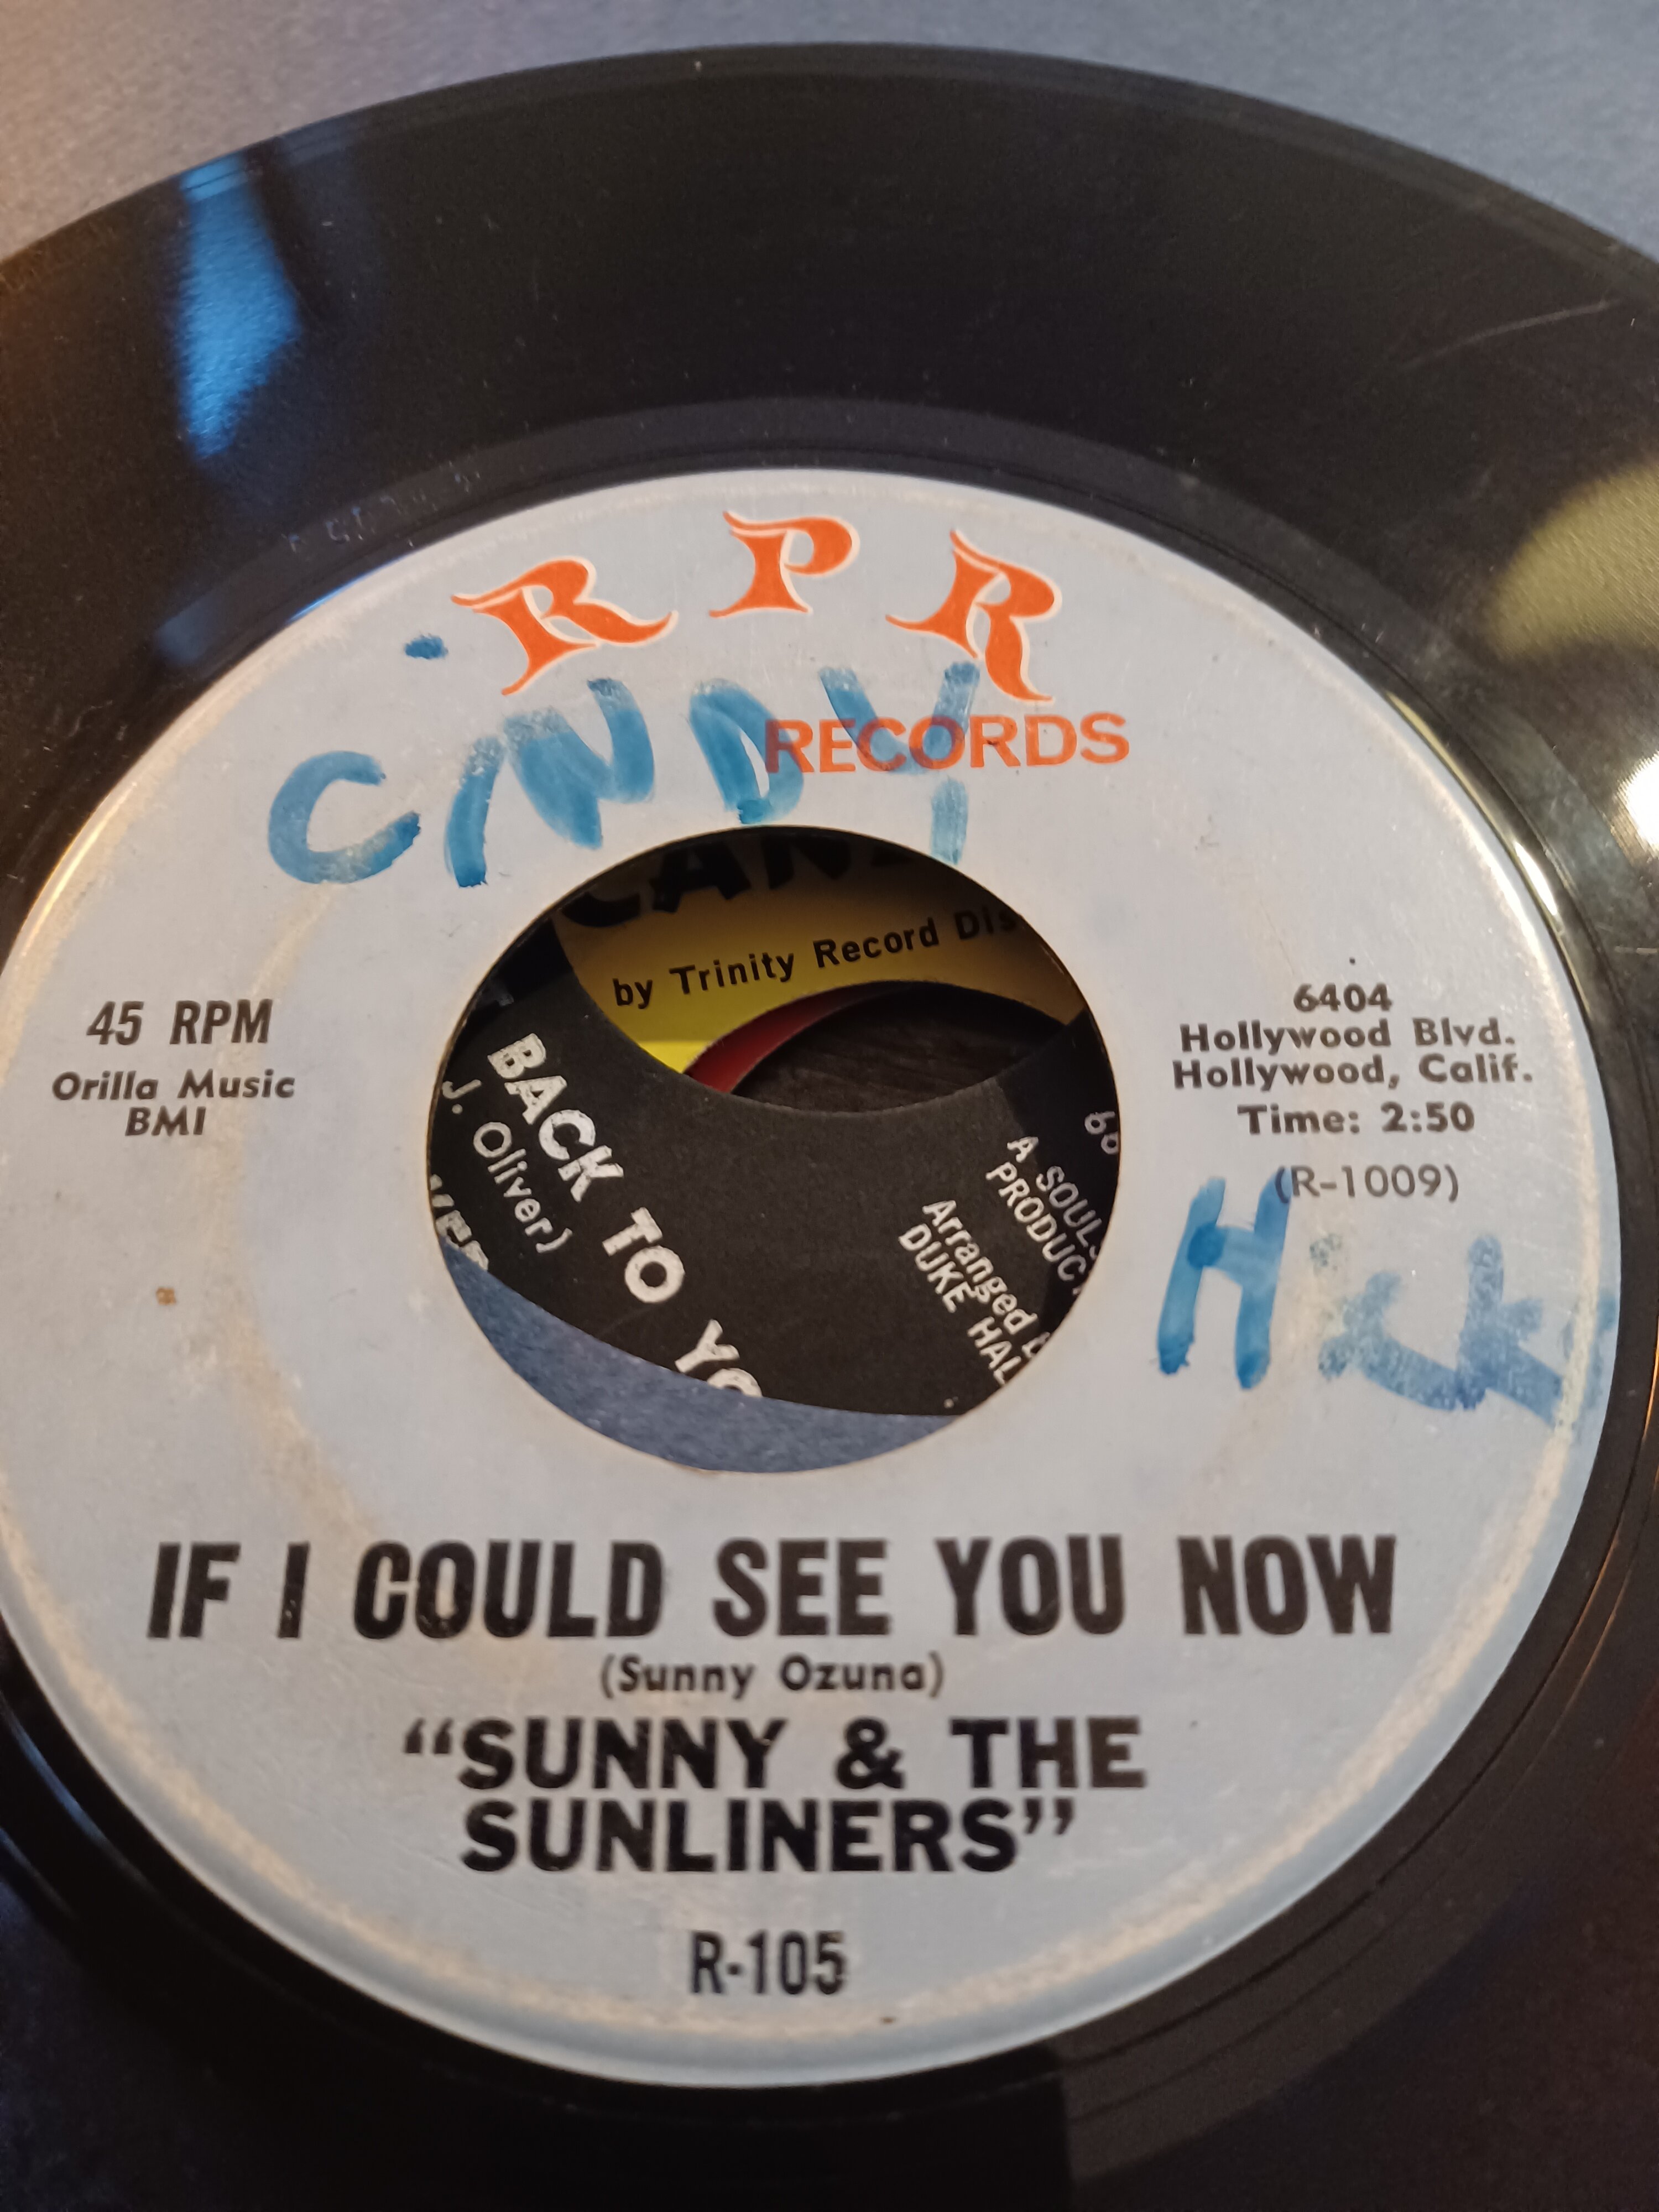 R P R
RECORDS
CINDY
CAND
by Trinity Record Dis
45 RPM
Orilla Music
BMI
6404
Hollywood Blvd.
Hollywood, Calif.
Time: 2:50
(R-1009)
H
BACK TO YO
J. Oliver)
A SOUL
PRODUC
Arranged
DUKE HAL
IF I COULD SEE YOU NOW
(Sunny Ozuna)
"SUNNY & THE
SUNLINERS"
R-105